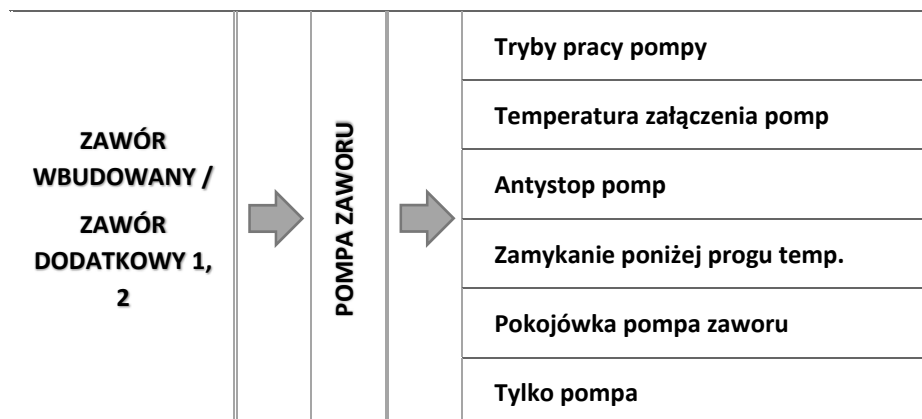 ZAWÓR
WBUDOWANY /
ZAWÓR
DODATKOWY 1,
2
POMPA ZAWORU
Tryby pracy pompy
Temperatura załączenia pomp
Antystop pomp
Zamykanie poniżej progu temp.
Pokojówka pompa zaworu
Tylko pompa